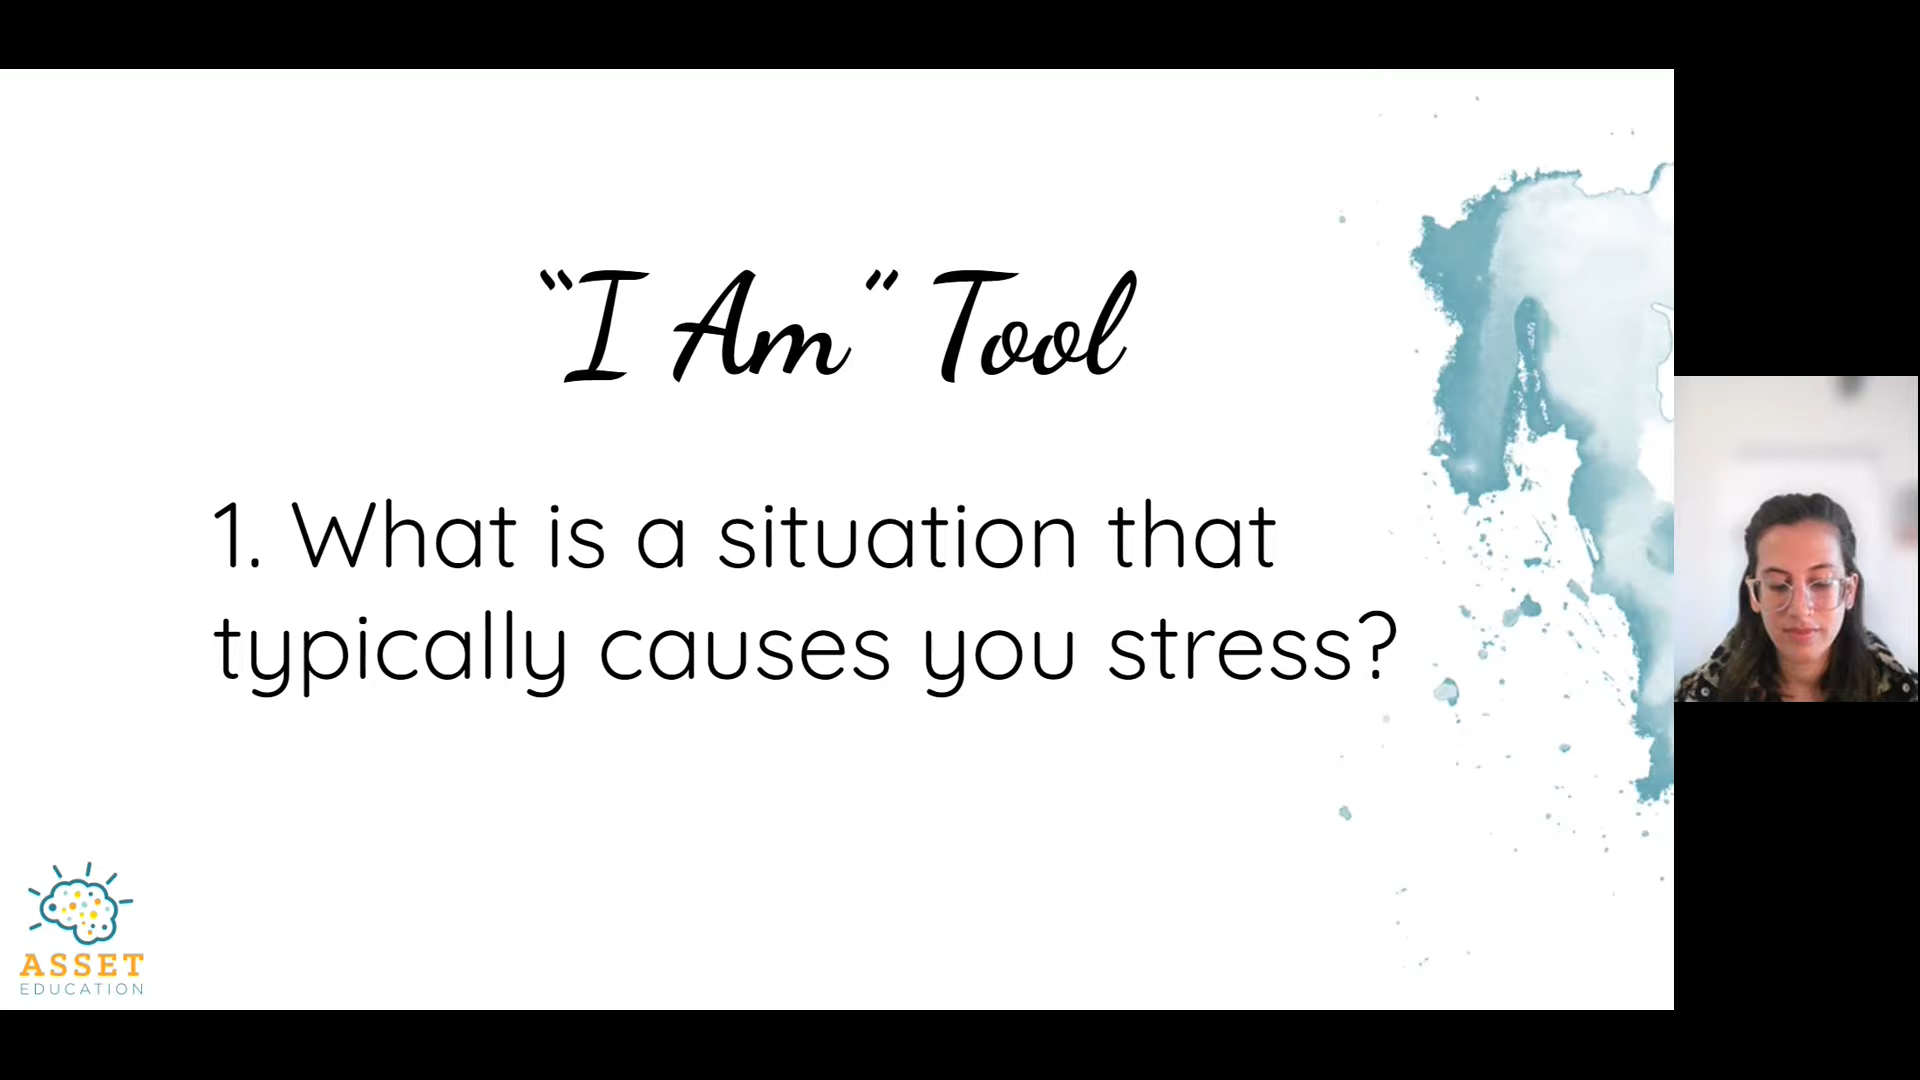 “I Am” Tool
1. What is a situation that
typically causes you stress?
ASSET
EDUCATION